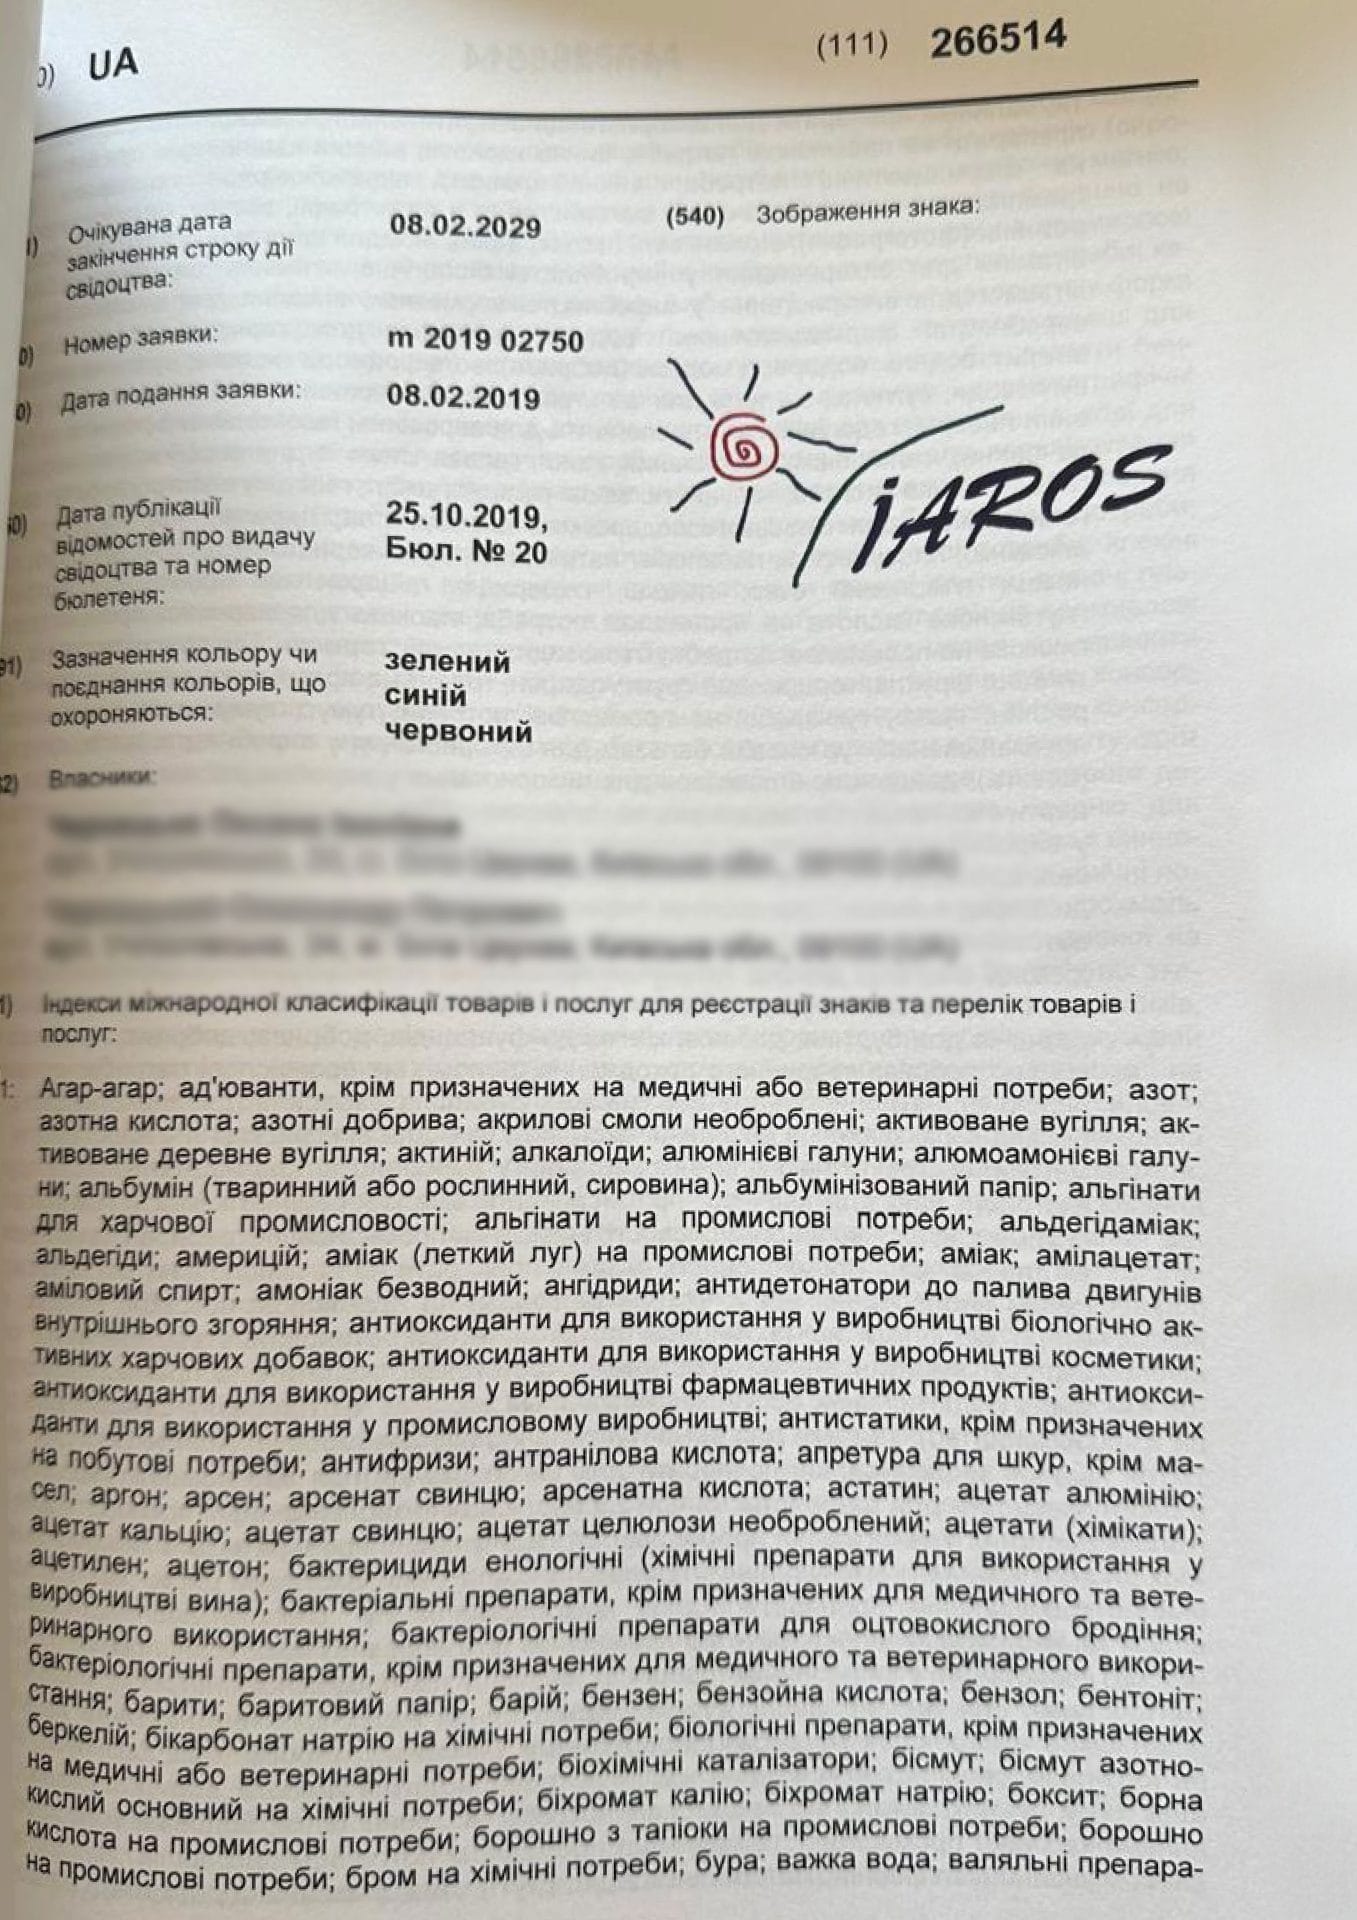 0) UA (111) 266514
1) Очікувана дата закінчення строку дії свідоцтва: 08.02.2029
(540) Зображення знака:
0) Номер заявки: m 2019 02750
0) Дата подання заявки: 08.02.2019
ЇAROS
50) Дата публікації
відомостей про видачу
свідоцтва та номер
бюлетеня:
25.10.2019,
Бюл. № 20
91) Зазначення кольору чи
поєднання кольорів, що
охороняються:
зелений
синій
червоний
32) Власники:
1) Індекси міжнародної класифікації товарів і послуг для реєстрації знаків та перелік товарів і
послуг:
1: Агар-агар; ад'юванти, крім призначених на медичні або ветеринарні потреби; азот;
азотна кислота; азотні добрива; акрилові смоли необроблені; активоване вугілля; ак-
тивоване деревне вугілля; актиній; алкалоїди; алюмінієві галуни; алюмоамонієві галу-
ни; альбумін (тваринний або рослинний, сировина); альбумінізований папір; альгінати
для харчової промисловості; альгінати на промислові потреби; альдегідаміак;
альдегіди; америцій; аміак (леткий луг) на промислові потреби; аміак; амілацетат;
аміловий спирт; амоніак безводний; ангідриди; антидетонатори до палива двигунів
внутрішнього згоряння; антиоксиданти для використання у виробництві біологічно ак-
тивних харчових добавок; антиоксиданти для використання у виробництві косметики;
антиоксиданти для використання у виробництві фармацевтичних продуктів; антиокси-
данти для використання у промисловому виробництві; антистатики, крім призначених
на побутові потреби; антифризи; антранілова кислота; апретура для шкур, крім ма-
сел; аргон; арсен; арсенат свинцю; арсенатна кислота; астатин; ацетат алюмінію;
ацетат кальцію; ацетат свинцю; ацетат целюлози необроблений; ацетати (хімікати);
ацетилен; ацетон; бактерициди енологічні (хімічні препарати для використання у
виробництві вина); бактеріальні препарати, крім призначених для медичного та вете-
ринарного використання; бактеріологічні препарати для оцтовокислого бродіння;
бактеріологічні препарати, крім призначених для медичного та ветеринарного викори-
стання; барити; баритовий папір; барій; бензен; бензойна кислота; бензол; бентоніт;
беркелій; бікарбонат натрію на хімічні потреби; біологічні препарати, крім призначених
на медичні або ветеринарні потреби; біохімічні каталізатори; бісмут; бісмут азотно-
кислий основний на хімічні потреби; біхромат калію; біхромат натрію; боксит; борна
кислота на промислові потреби; борошно з тапіоки на промислові потреби; борошно
на промислові потреби; бром на хімічні потреби; бура; важка вода; валяльні препара-